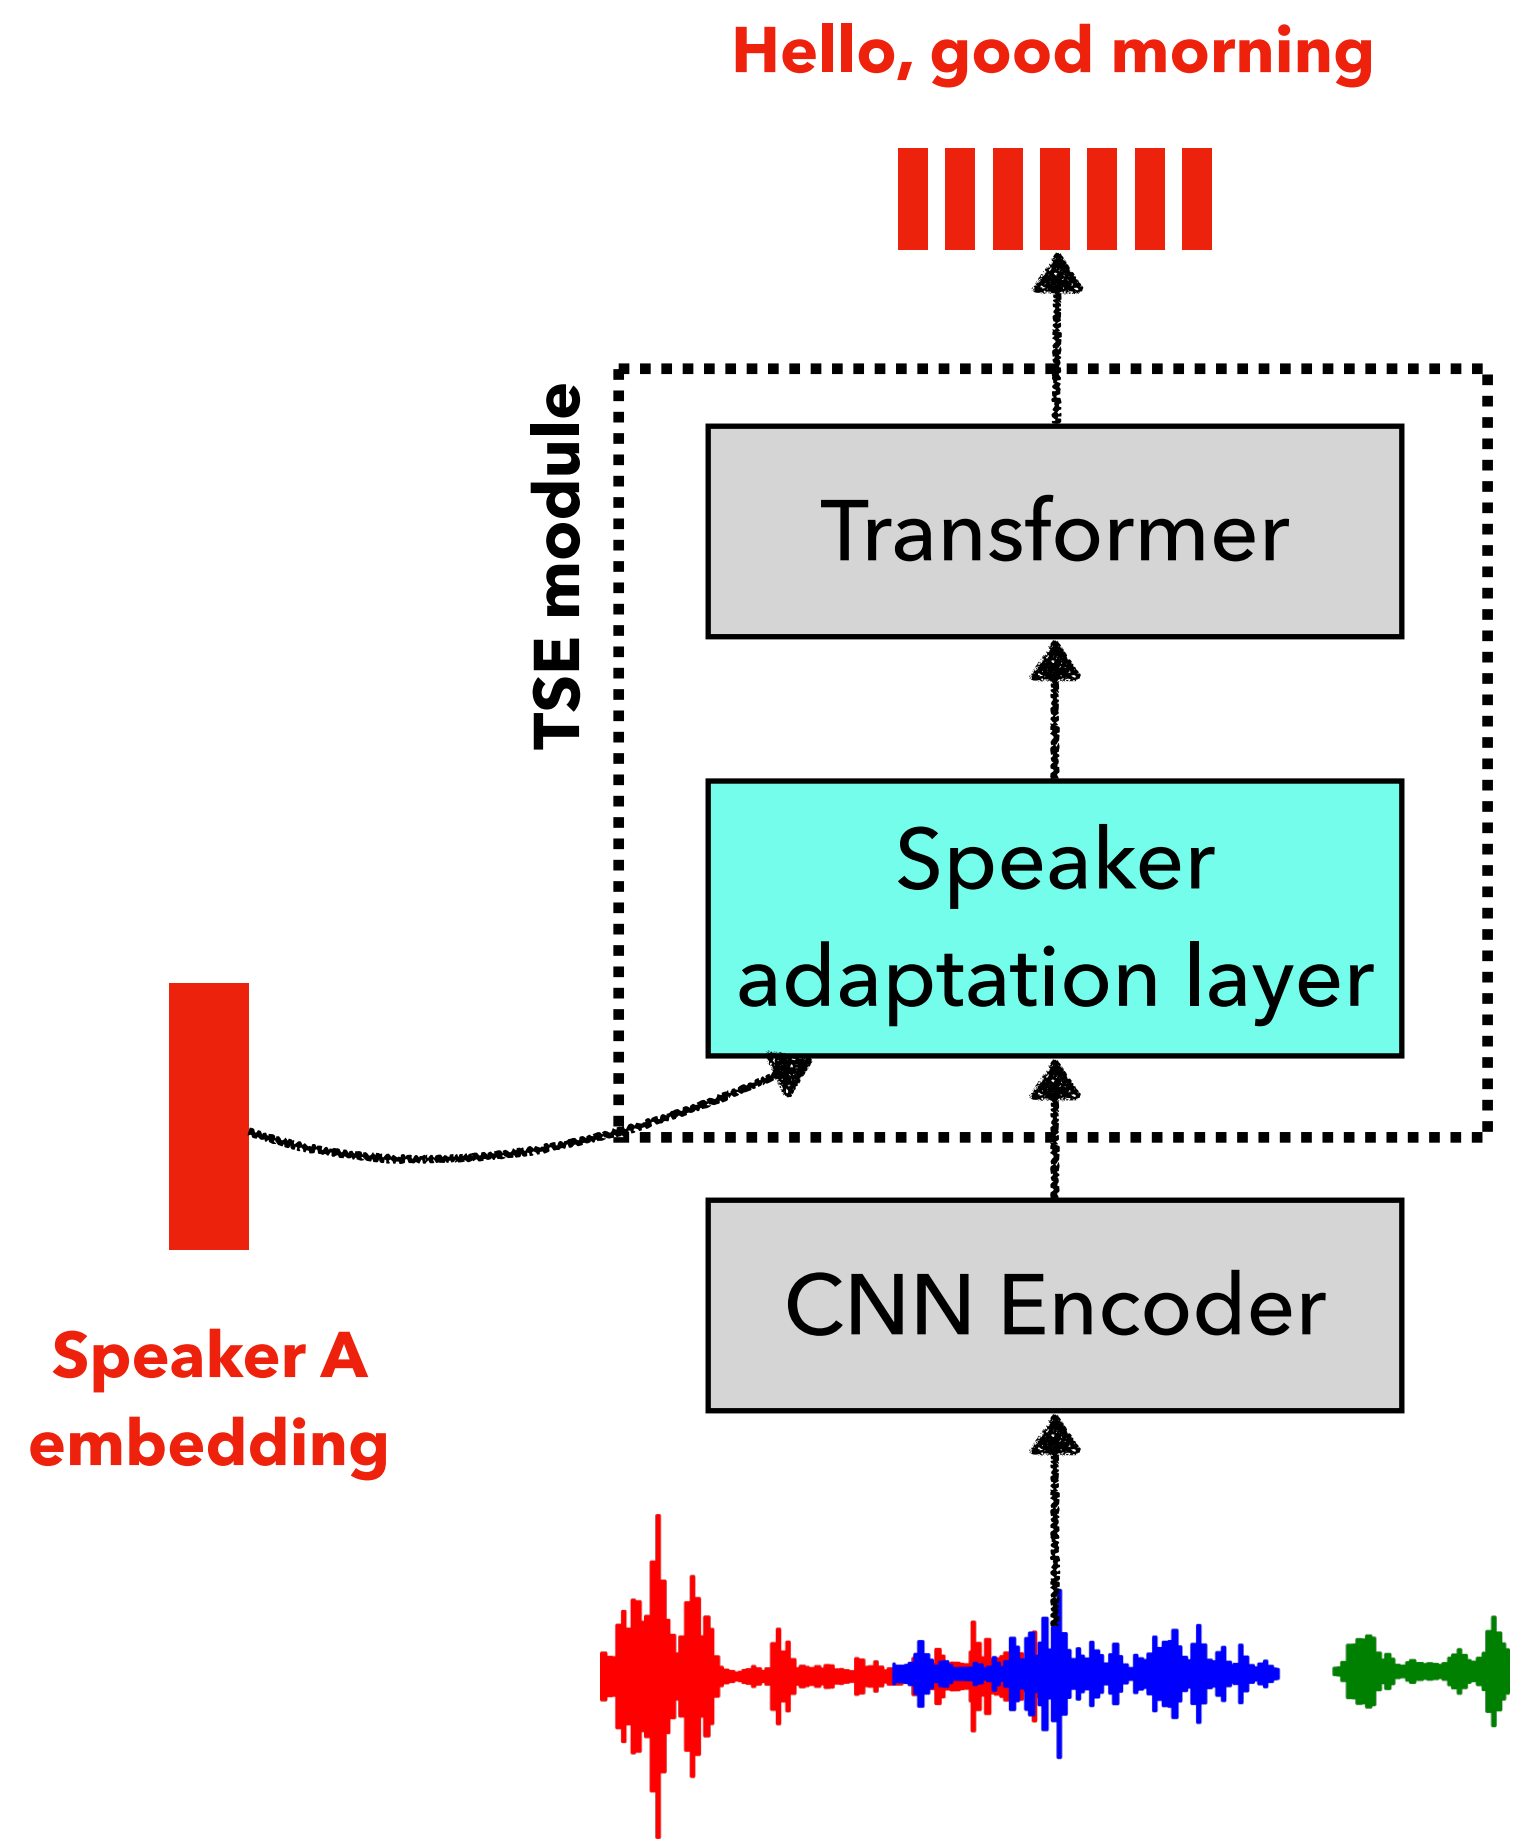 Hello, good morning
TSE module
Transformer
Speaker
adaptation layer
CNN Encoder
Speaker A
embedding